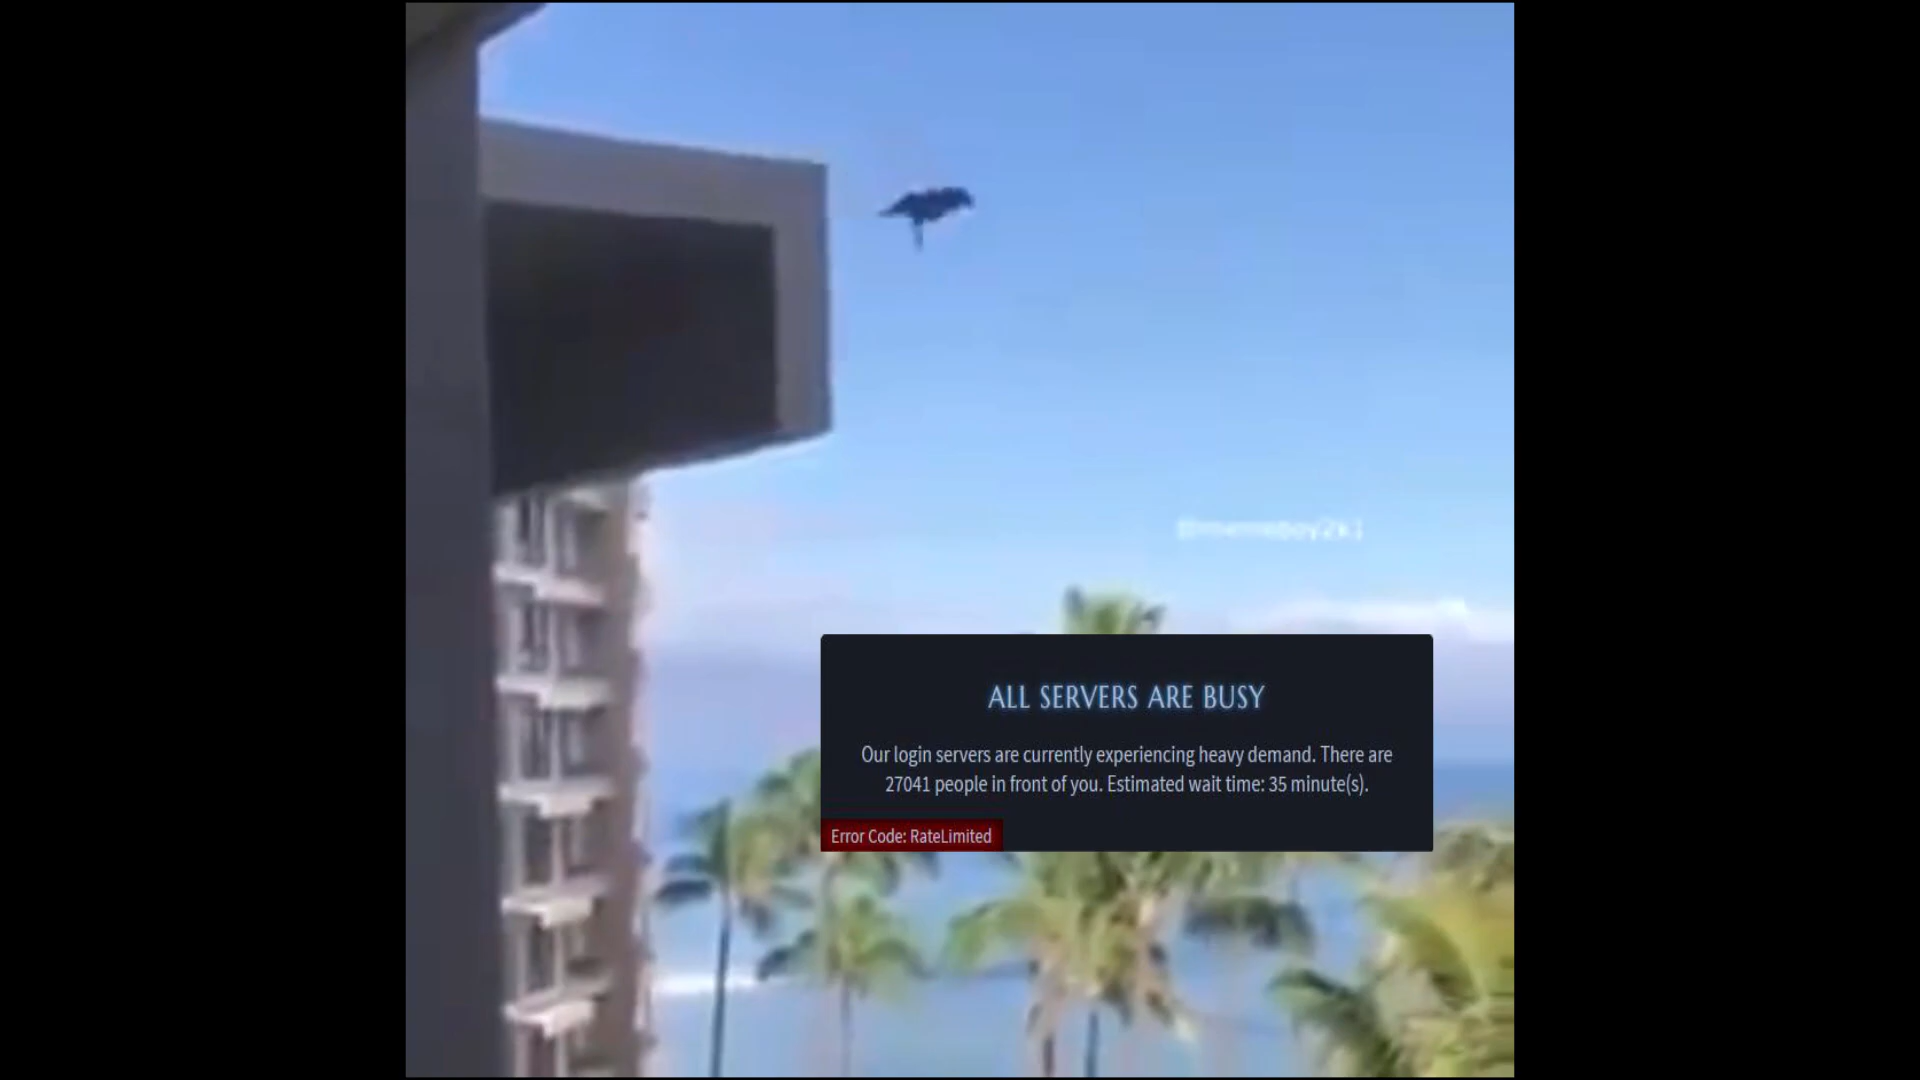 ALL SERVERS ARE BUSY
Our login servers are currently experiencing heavy demand. There are
27041 people in front of you. Estimated wait time: 35 minute(s).
Error Code: RateLimited